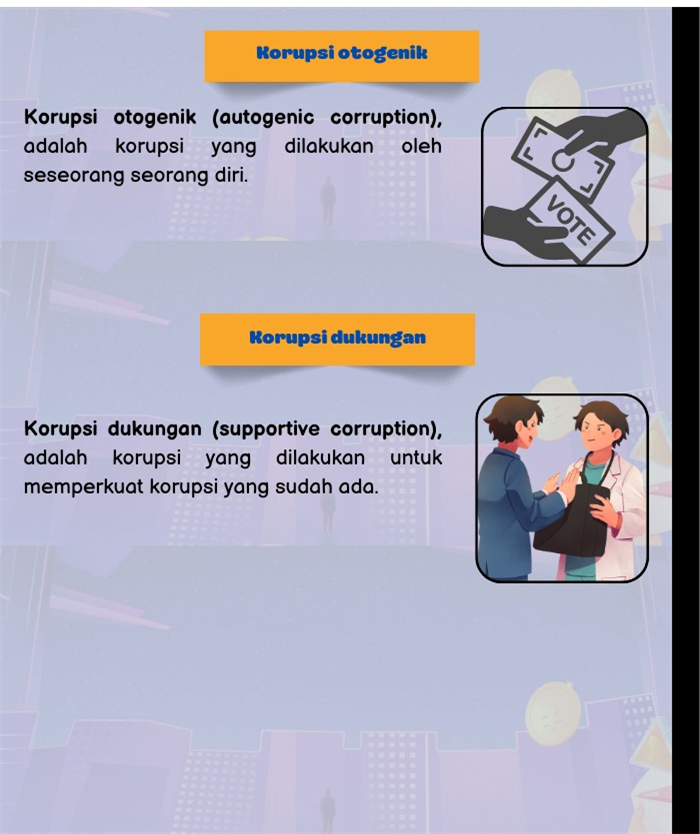 Korupsi otogenik
Korupsi otogenik (autogenic corruption),
adalah korupsi yang dilakukan oleh
seseorang seorang diri.
VOTE
Korupsi dukungan
Korupsi dukungan (supportive corruption),
adalah korupsi yang dilakukan untuk
memperkuat korupsi yang sudah ada.